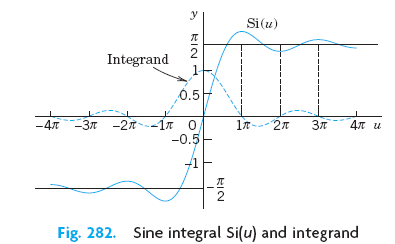 y
Si(u)
π/2
Integrand
1
0.5
–4π –3π –2π –1π 0 1π 2π 3π 4π u
–0.5
–1
–π/2
Fig. 282. Sine integral Si(u) and integrand